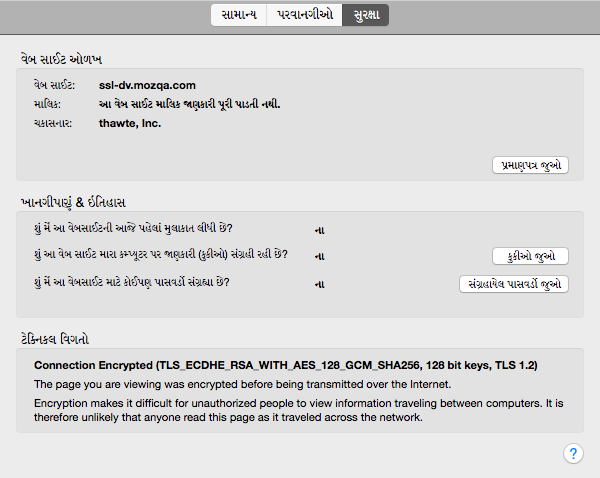 સામાન્ય પરવાનગીઓ સુરક્ષા
વેબ સાઈટ ઓળખ
વેબ સાઈટ: ssl-dv.mozqa.com
માલિક: આ વેબ સાઈટ માલિક જાણકારી પૂરી પાડતી નથી.
ચકાસનાર: thawte, Inc.
પ્રમાણપત્ર જુઓ
ખાનગીપણું & ઈતિહાસ
શું મેં આ વેબસાઈટની આજે પહેલાં મુલાકાત લીધી છે? ના
શું આ વેબ સાઈટ મારા કમ્પ્યૂટર પર જાણકારી (કુકીઓ) સંગ્રહી રહી છે? ના કુકીઓ જુઓ
શું મેં આ વેબસાઈટ માટે કોઈપણ પાસવર્ડો સંગ્રહ્યા છે? ના સંગ્રહાયેલ પાસવર્ડો જુઓ
ટેક્નિકલ વિગતો
Connection Encrypted (TLS_ECDHE_RSA_WITH_AES_128_GCM_SHA256, 128 bit keys, TLS 1.2)
The page you are viewing was encrypted before being transmitted over the Internet.
Encryption makes it difficult for unauthorized people to view information traveling between computers. It is
therefore unlikely that anyone read this page as it traveled across the network.
?